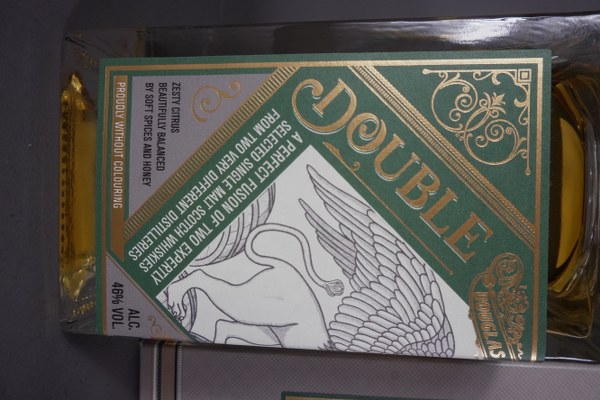 DOUBLE
DOUGLAS
A PERFECT FUSION OF TWO EXPERTLY
SELECTED SINGLE MALT SCOTCH WHISKIES
FROM TWO VERY DIFFERENT DISTILLERIES
ZESTY CITRUS
BEAUTIFULLY BALANCED
BY SOFT SPICES AND HONEY
PROUDLY WITHOUT COLOURING
ALC.
46% VOL.